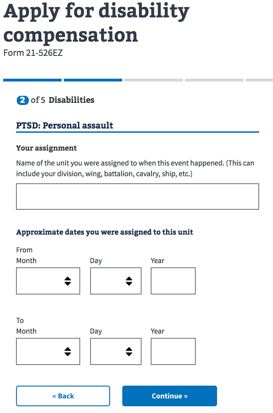 Apply for disability
compensation
Form 21-526EZ
2 of 5 Disabilities
PTSD: Personal assault
Your assignment
Name of the unit you were assigned to when this event happened. (This can
include your division, wing, battalion, cavalry, ship, etc.)
Approximate dates you were assigned to this unit
From
Month Day Year
To
Month Day Year
« Back Continue »